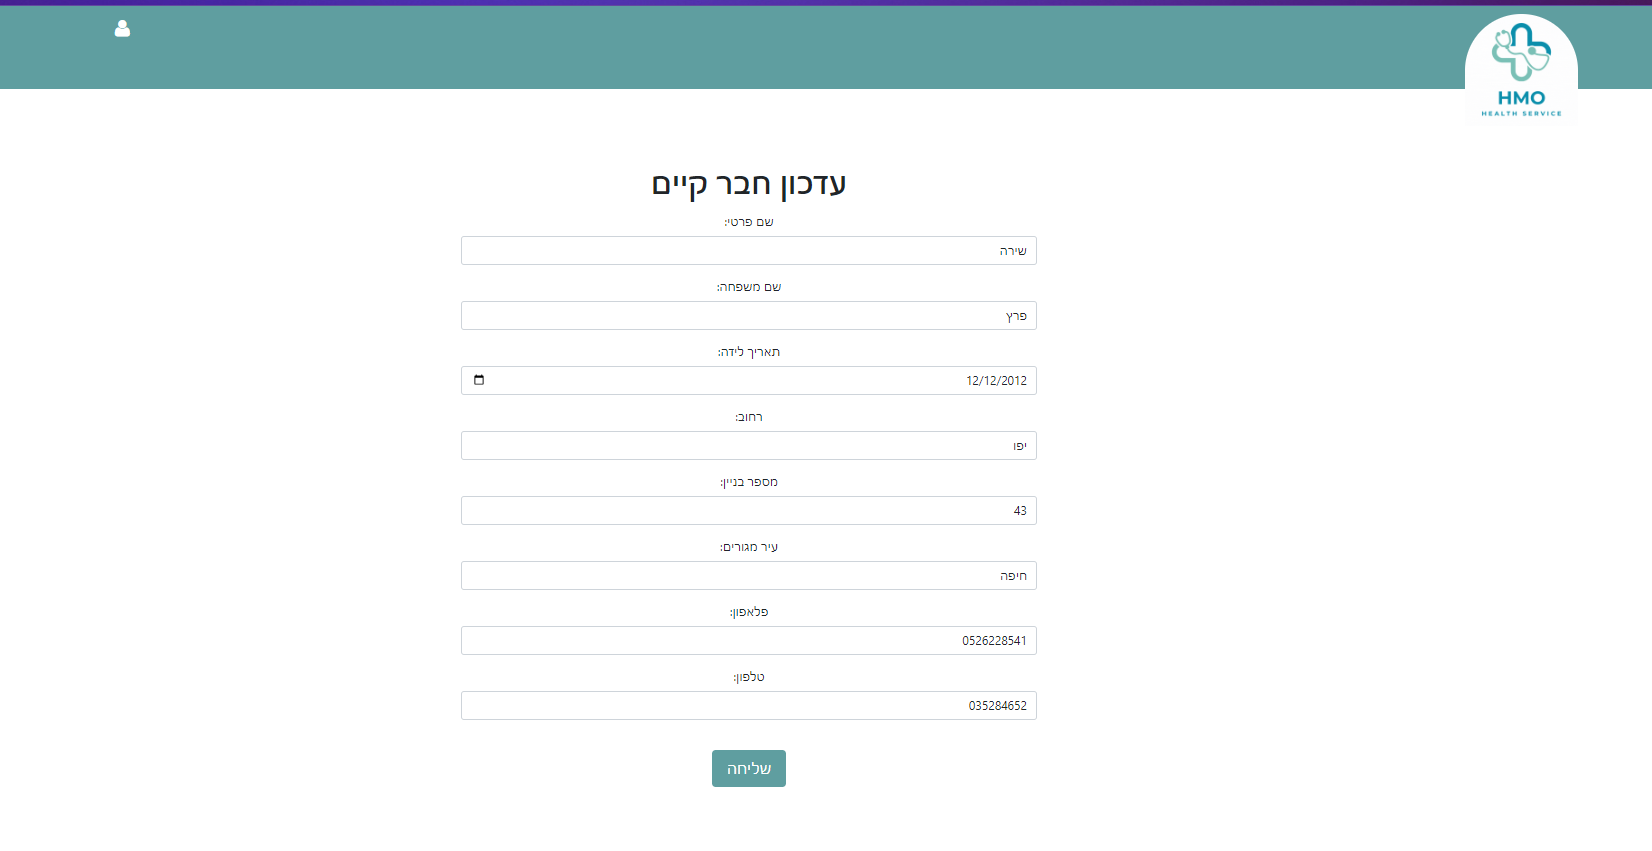 HMO
HEALTH SERVICE
עדכון חבר קיים
שם פרטי:
שירה
שם משפחה:
פרץ
תאריך לידה:
12/12/2012
רחוב:
יפו
מספר בניין:
43
עיר מגורים:
חיפה
פלאפון:
0526228541
טלפון:
035284652
שליחה